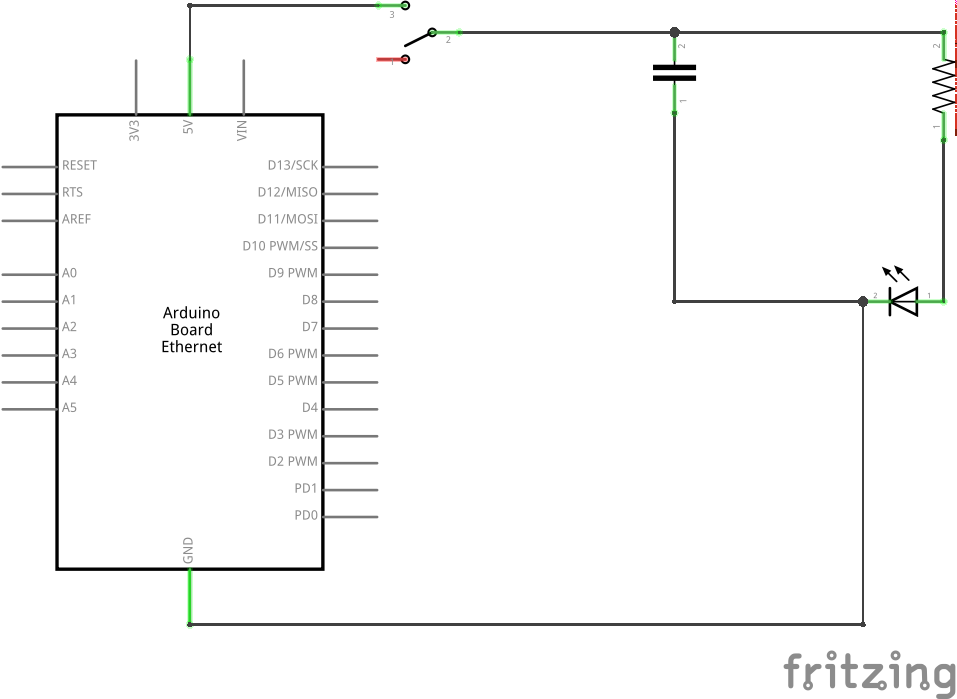 3
2
1
2
1
2
1
3V3
5V
VIN
RESET
RTS
AREF
A0
A1
A2
A3
A4
A5
D13/SCK
D12/MISO
D11/MOSI
D10 PWM/SS
D9 PWM
D8
D7
D6 PWM
D5 PWM
D4
D3 PWM
D2 PWM
PD1
PD0
Arduino
Board
Ethernet
2
1
GND
fritzing